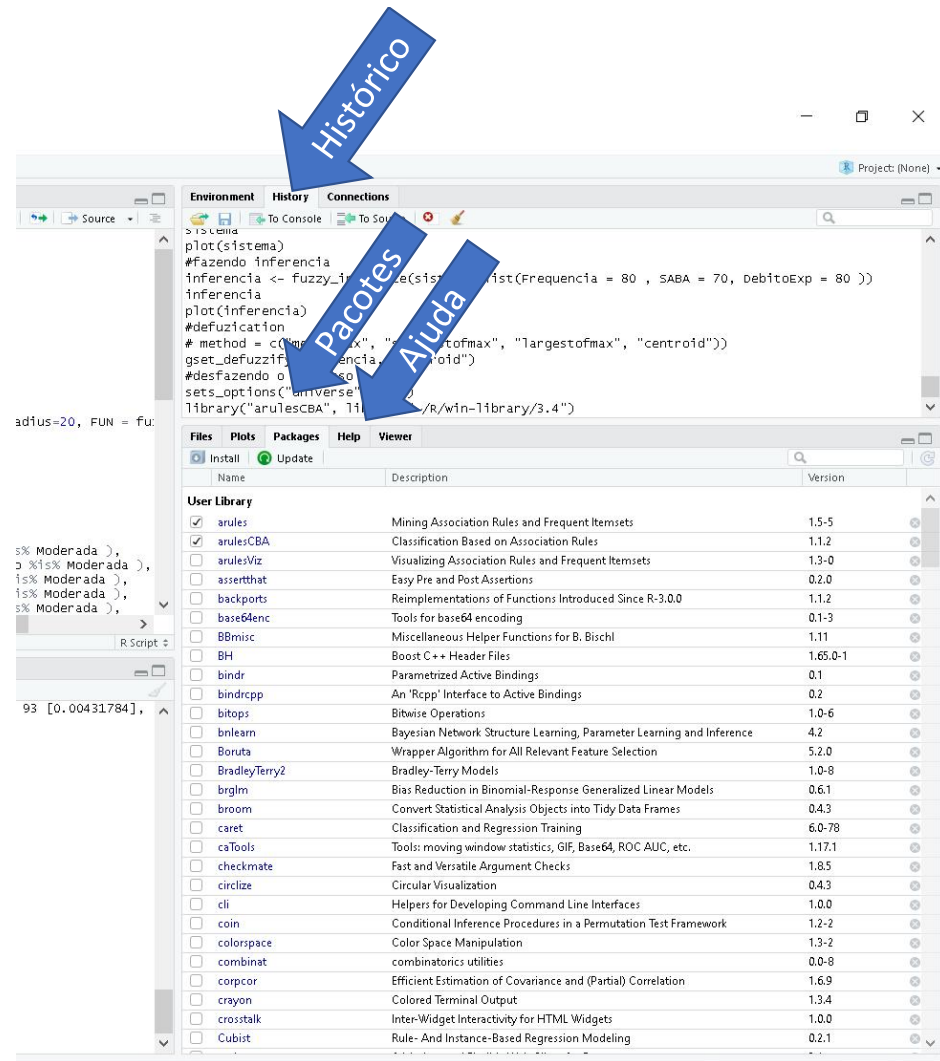 Histórico
Project: (None)
Environment History Connections
Source
To Console To Sou
sistema
plot(sistema)
#fazendo inferencia
inferencia <- fuzzy_in ce(sis ist(Frequencia = 80 , SABA = 70, DebitoExp = 80 ))
inferencia
plot(inferencia)
#defuzication
# method = c("me ax", "s stofmax", "largestofmax", "centroid"))
gset_defuzzify encia, roid")
#desfazendo o so
sets_options("universe"
library("arulesCBA", li /R/win-library/3.4")
Pacotes
Ajuda
adius=20, FUN = fu
Files Plots Packages Help Viewer
Install Update
Name Description Version
User Library
arules Mining Association Rules and Frequent Itemsets 1.5-5
arulesCBA Classification Based on Association Rules 1.1.2
arulesViz Visualizing Association Rules and Frequent Itemsets 1.3-0
assertthat Easy Pre and Post Assertions 0.2.0
backports Reimplementations of Functions Introduced Since R-3.0.0 1.1.2
base64enc Tools for base64 encoding 0.1-3
BBmisc Miscellaneous Helper Functions for B. Bischl 1.11
BH Boost C++ Header Files 1.65.0-1
bindr Parametrized Active Bindings 0.1
bindrcpp An 'Rcpp' Interface to Active Bindings 0.2
bitops Bitwise Operations 1.0-6
bnlearn Bayesian Network Structure Learning, Parameter Learning and Inference 4.2
Boruta Wrapper Algorithm for All Relevant Feature Selection 5.2.0
BradleyTerry2 Bradley-Terry Models 1.0-8
brglm Bias Reduction in Binomial-Response Generalized Linear Models 0.6.1
broom Convert Statistical Analysis Objects into Tidy Data Frames 0.4.3
caret Classification and Regression Training 6.0-78
caTools Tools: moving window statistics, GIF, Base64, ROC AUC, etc. 1.17.1
checkmate Fast and Versatile Argument Checks 1.8.5
circlize Circular Visualization 0.4.3
cli Helpers for Developing Command Line Interfaces 1.0.0
coin Conditional Inference Procedures in a Permutation Test Framework 1.2-2
colorspace Color Space Manipulation 1.3-2
combinat combinatorics utilities 0.0-8
corpcor Efficient Estimation of Covariance and (Partial) Correlation 1.6.9
crayon Colored Terminal Output 1.3.4
crosstalk Inter-Widget Interactivity for HTML Widgets 1.0.0
Cubist Rule- And Instance-Based Regression Modeling 0.2.1
s% Moderada ),
o %is% Moderada ),
is% Moderada ),
is% Moderada ),
s% Moderada ),
R Script
93 [0.00431784],